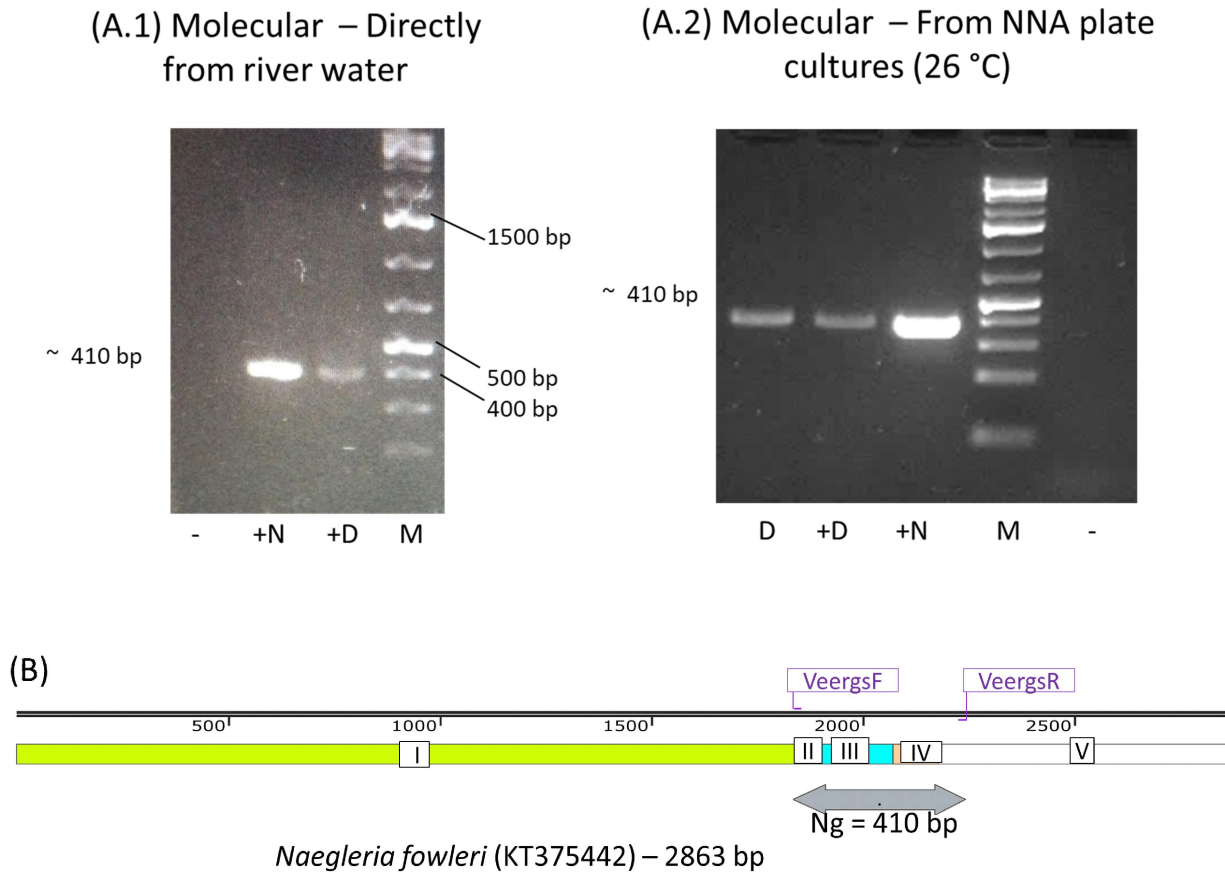 (A.1) Molecular – Directly
from river water
(A.2) Molecular – From NNA plate
cultures (26 °C)
1500 bp
~ 410 bp
500 bp
400 bp
- +N +D M
~ 410 bp
D +D +N M -
(B)
VeergsF VeergsR
500 1000 1500 2000 2500
I II III IV V
Ng = 410 bp
Naegleria fowleri (KT375442) – 2863 bp